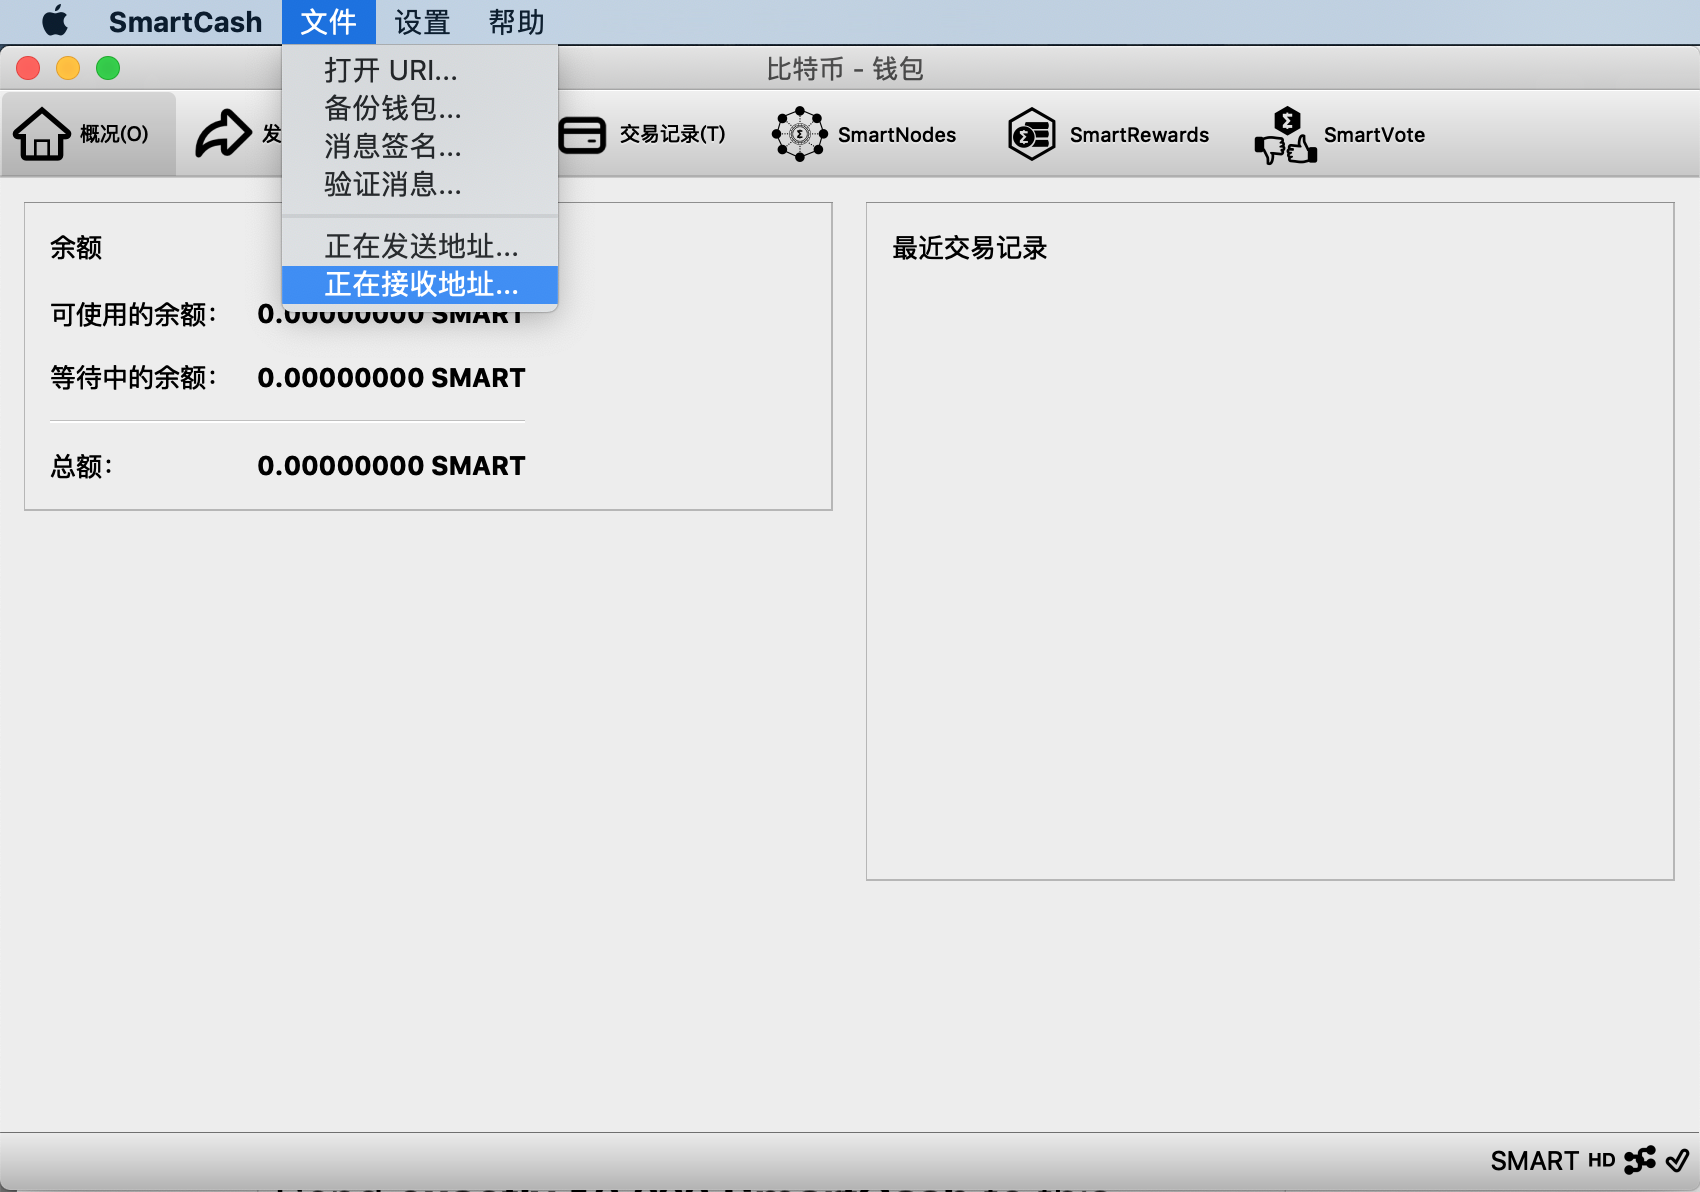 SmartCash 文件 设置 帮助
比特币 - 钱包
打开 URI...
备份钱包...
消息签名...
验证消息...
正在发送地址...
正在接收地址...
概况(O) 发 交易记录(T) SmartNodes SmartRewards SmartVote
余额
可使用的余额: 0.00000000 SMART
等待中的余额: 0.00000000 SMART
总额: 0.00000000 SMART
最近交易记录
SMART HD